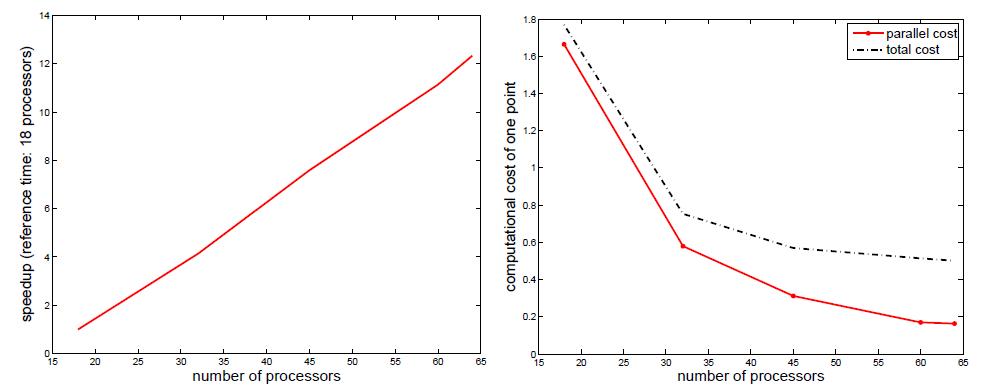 speedup (reference time: 18 processors)
14
12
10
8
6
4
2
0
15 20 25 30 35 40 45 50 55 60 65
number of processors
computational cost of one point
1.8
1.6
1.4
1.2
1
0.8
0.6
0.4
0.2
0
15 20 25 30 35 40 45 50 55 60 65
number of processors
parallel cost
total cost